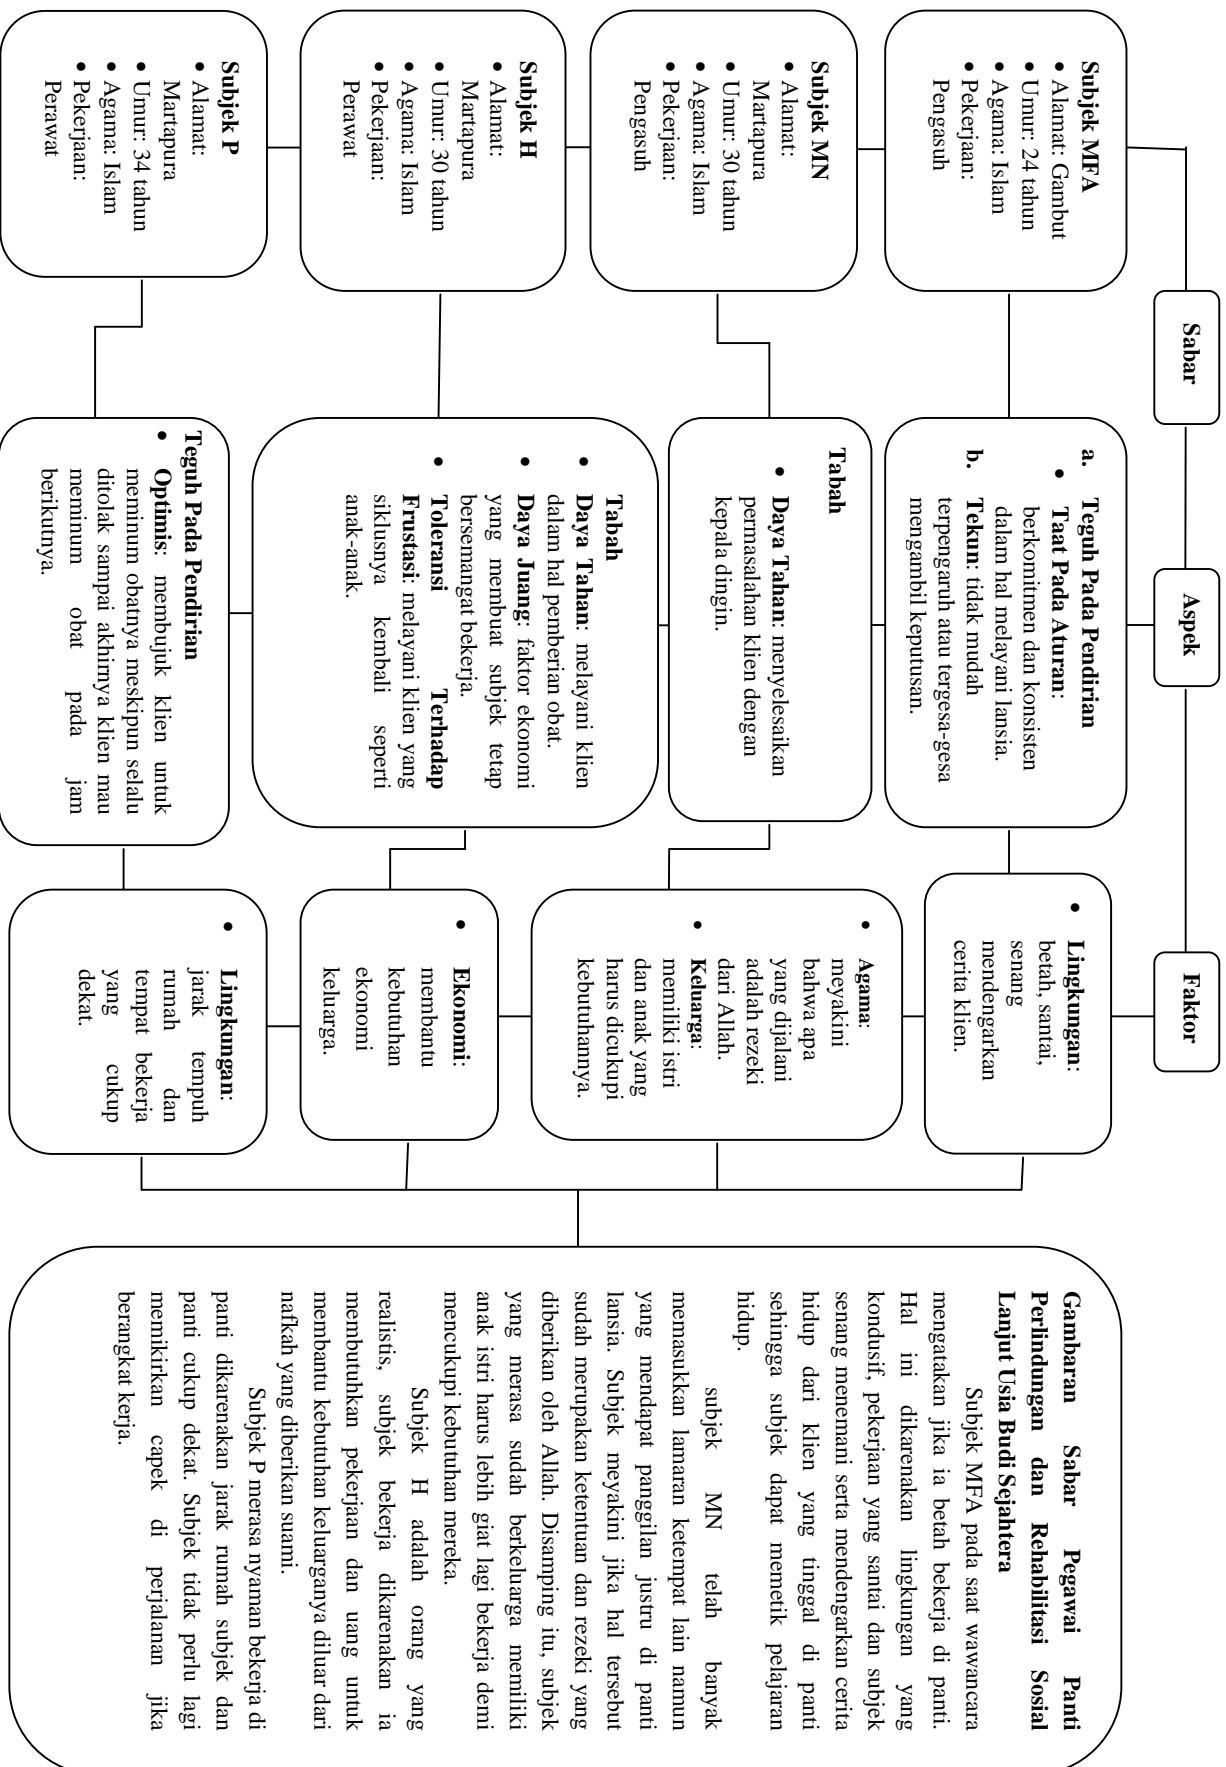 Sabar
Aspek
Faktor
Subjek MFA
• Alamat: Gambut
• Umur: 24 tahun
• Agama: Islam
• Pekerjaan:
Pengasuh
a. Teguh Pada Pendirian
• Taat Pada Aturan:
berkomitmen dan konsisten
dalam hal melayani lansia.
b. Tekun: tidak mudah
terpengaruh atau tergesa-gesa
mengambil keputusan.
• Lingkungan:
betah, santai,
senang
mendengarkan
cerita klien.
Subjek MN
• Alamat:
Martapura
• Umur: 30 tahun
• Agama: Islam
• Pekerjaan:
Pengasuh
Tabah
• Daya Tahan: menyelesaikan
permasalahan klien dengan
kepala dingin.
• Agama:
meyakini
bahwa apa
yang dijalani
adalah rezeki
dari Allah.
• Keluarga:
memiliki istri
dan anak yang
harus dicukupi
kebutuhannya.
Subjek H
• Alamat:
Martapura
• Umur: 30 tahun
• Agama: Islam
• Pekerjaan:
Perawat
Tabah
• Daya Tahan: melayani klien
dalam hal pemberian obat.
• Daya Juang: faktor ekonomi
yang membuat subjek tetap
bersemangat bekerja.
• Toleransi Terhadap
Frustasi: melayani klien yang
siklusnya kembali seperti
anak-anak.
• Ekonomi:
membantu
kebutuhan
ekonomi
keluarga.
Subjek P
• Alamat:
Martapura
• Umur: 34 tahun
• Agama: Islam
• Pekerjaan:
Perawat
Teguh Pada Pendirian
• Optimis: membujuk klien untuk
meminum obatnya meskipun selalu
ditolak sampai akhirnya klien mau
meminum obat pada jam
berikutnya.
• Lingkungan:
jarak tempuh
rumah dan
tempat bekerja
yang cukup
dekat.
Gambaran Sabar Pegawai Panti
Perlindungan dan Rehabilitasi Sosial
Lanjut Usia Budi Sejahtera
Subjek MFA pada saat wawancara
mengatakan jika ia betah bekerja di panti.
Hal ini dikarenakan lingkungan yang
kondusif, pekerjaan yang santai dan subjek
senang menemani serta mendengarkan cerita
hidup dari klien yang tinggal di panti
sehingga subjek dapat memetik pelajaran
hidup.
subjek MN telah banyak
memasukkan lamaran ketempat lain namun
yang mendapat panggilan justru di panti
lansia. Subjek meyakini jika hal tersebut
sudah merupakan ketentuan dan rezeki yang
diberikan oleh Allah. Disamping itu, subjek
yang merasa sudah berkeluarga memiliki
anak istri harus lebih giat lagi bekerja demi
mencukupi kebutuhan mereka.
Subjek H adalah orang yang
realistis, subjek bekerja dikarenakan ia
membutuhkan pekerjaan dan uang untuk
membantu kebutuhan keluarganya diluar dari
nafkah yang diberikan suami.
Subjek P merasa nyaman bekerja di
panti dikarenakan jarak rumah subjek dan
panti cukup dekat. Subjek tidak perlu lagi
memikirkan capek di perjalanan jika
berangkat kerja.